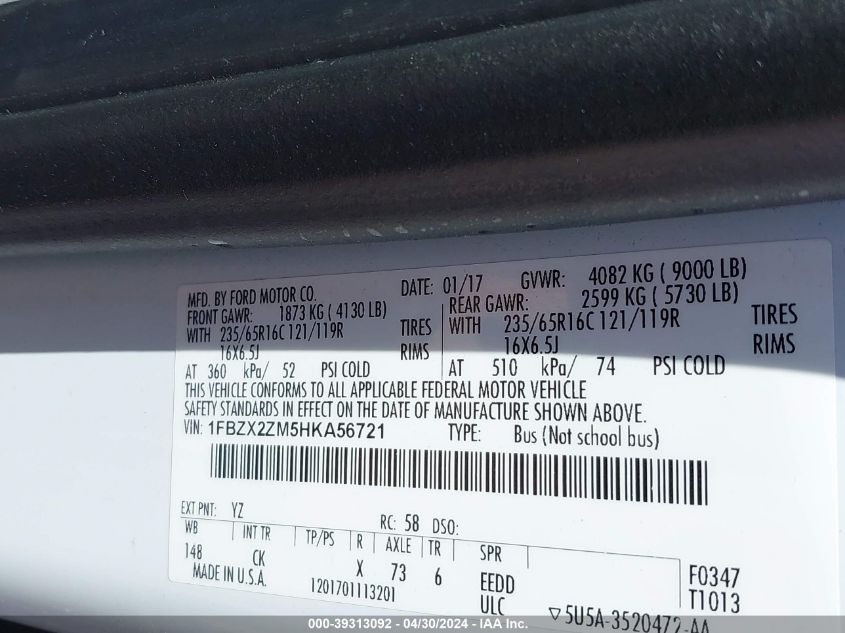 MFD. BY FORD MOTOR CO. DATE: 01/17 GVWR: 4082 KG ( 9000 LB)
FRONT GAWR: 1873 KG ( 4130 LB) REAR GAWR: 2599 KG ( 5730 LB)
WITH 235/65R16C 121/119R TIRES WITH 235/65R16C 121/119R TIRES
16X6.5J RIMS 16X6.5J RIMS
AT 360 kPa/ 52 PSI COLD AT 510 kPa/ 74 PSI COLD
THIS VEHICLE CONFORMS TO ALL APPLICABLE FEDERAL MOTOR VEHICLE
SAFETY STANDARDS IN EFFECT ON THE DATE OF MANUFACTURE SHOWN ABOVE.
VIN: 1FBZX2ZM5HKA56721 TYPE: Bus (Not school bus)
EXT PNT: YZ RC: 58 DSO:
WB INT TR TP/PS R AXLE TR SPR
148 CK X 73 6 EEDD F0347
MADE IN U.S.A. 1201701113201 ULC T1013
▽5U5A-3520472-AA
000-39313092 - 04/30/2024 - IAA Inc.